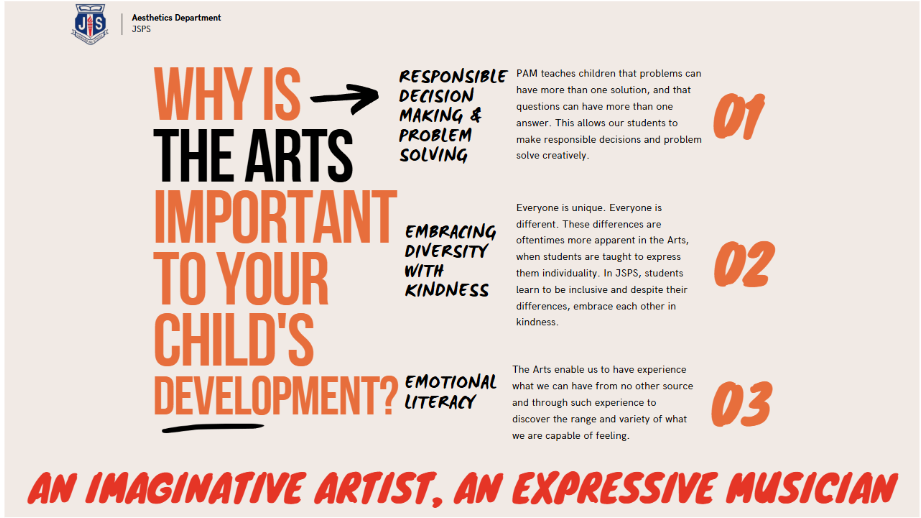 JS
Aesthetics Department
JSPS
WHY IS
THE ARTS
IMPORTANT
TO YOUR
CHILD'S
DEVELOPMENT?
RESPONSIBLE
DECISION
MAKING &
PROBLEM
SOLVING
PAM teaches children that problems can
have more than one solution, and that
questions can have more than one
answer. This allows our students to
make responsible decisions and problem
solve creatively.
01
EMBRACING
DIVERSITY
WITH
KINDNESS
Everyone is unique. Everyone is
different. These differences are
oftentimes more apparent in the Arts,
when students are taught to express
them individuality. In JSPS, students
learn to be inclusive and despite their
differences, embrace each other in
kindness.
02
EMOTIONAL
LITERACY
The Arts enable us to have experience
what we can have from no other source
and through such experience to
discover the range and variety of what
we are capable of feeling.
03
AN IMAGINATIVE ARTIST, AN EXPRESSIVE MUSICIAN